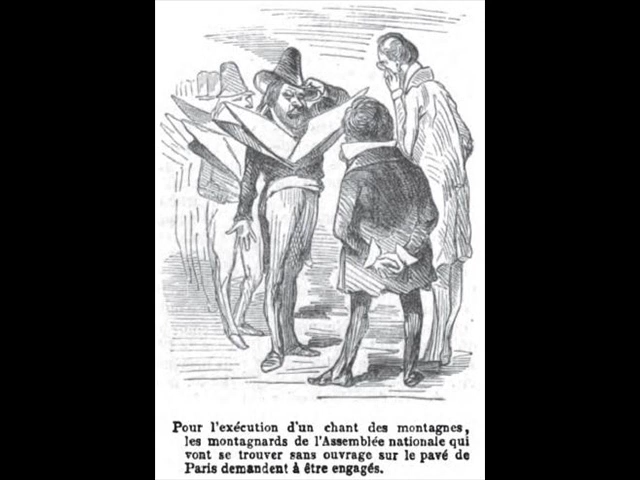 Pour l'exécution d'un chant des montagnes,
les montagnards de l'Assemblée nationale qui
vont se trouver sans ouvrage sur le pavé de
Paris demandent à être engagés.